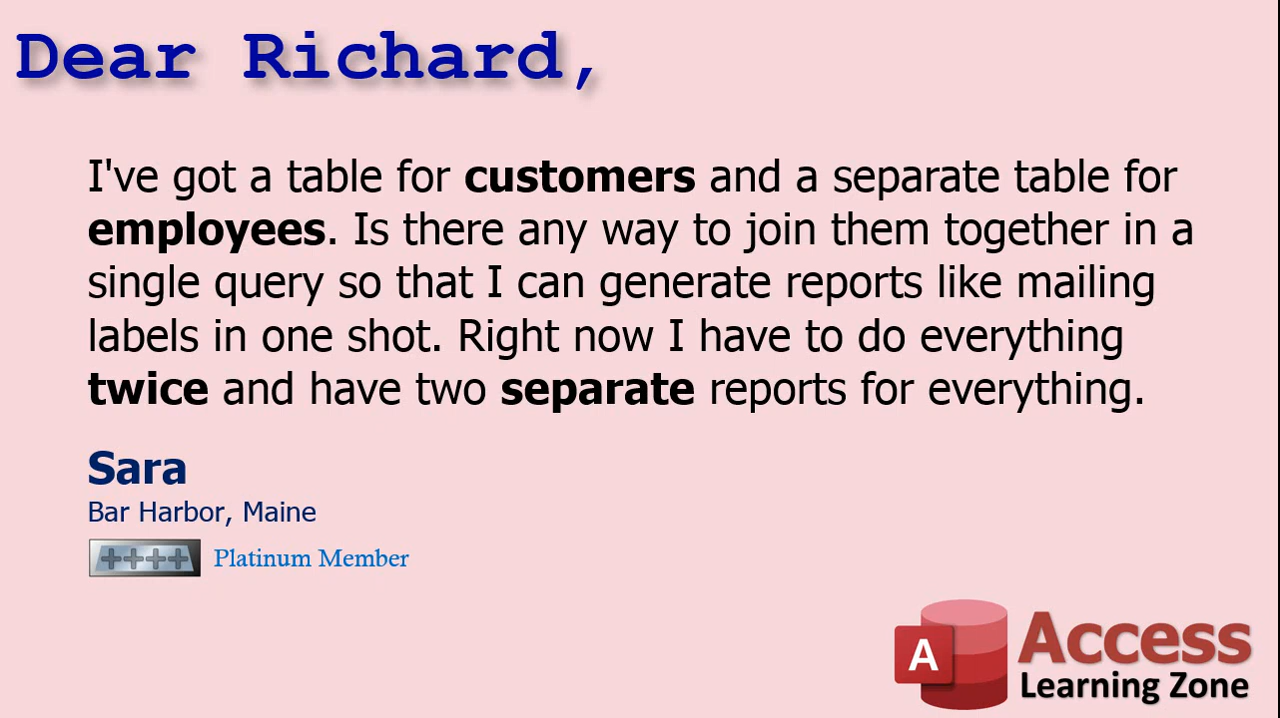 Dear Richard,
I've got a table for customers and a separate table for
employees. Is there any way to join them together in a
single query so that I can generate reports like mailing
labels in one shot. Right now I have to do everything
twice and have two separate reports for everything.
Sara
Bar Harbor, Maine
++++ Platinum Member
A Access
Learning Zone